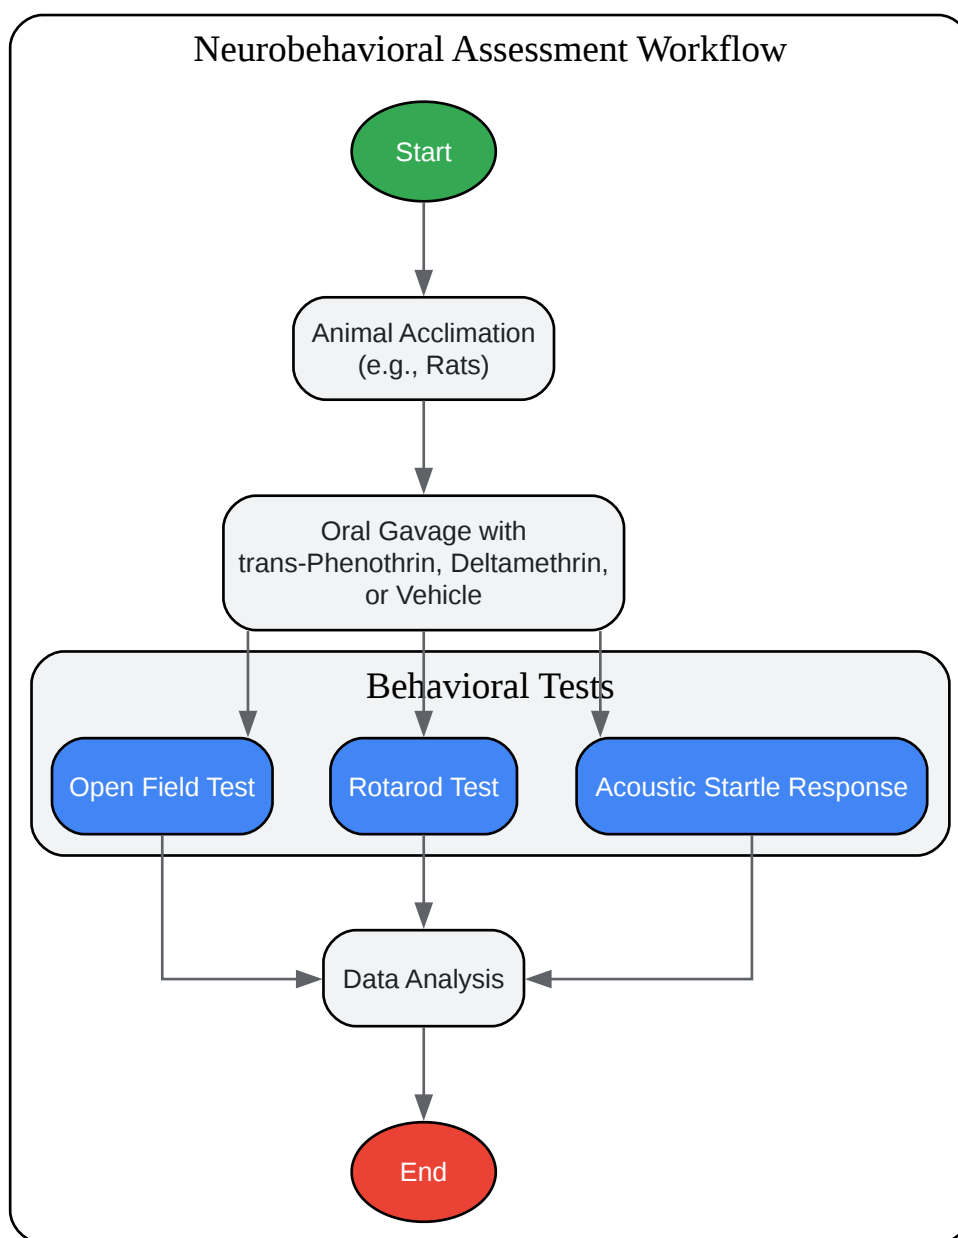 Neurobehavioral Assessment Workflow
Start
Animal Acclimation
(e.g., Rats)
Oral Gavage with
trans-Phenothrin, Deltamethrin,
or Vehicle
Behavioral Tests
Open Field Test
Rotarod Test
Acoustic Startle Response
Data Analysis
End